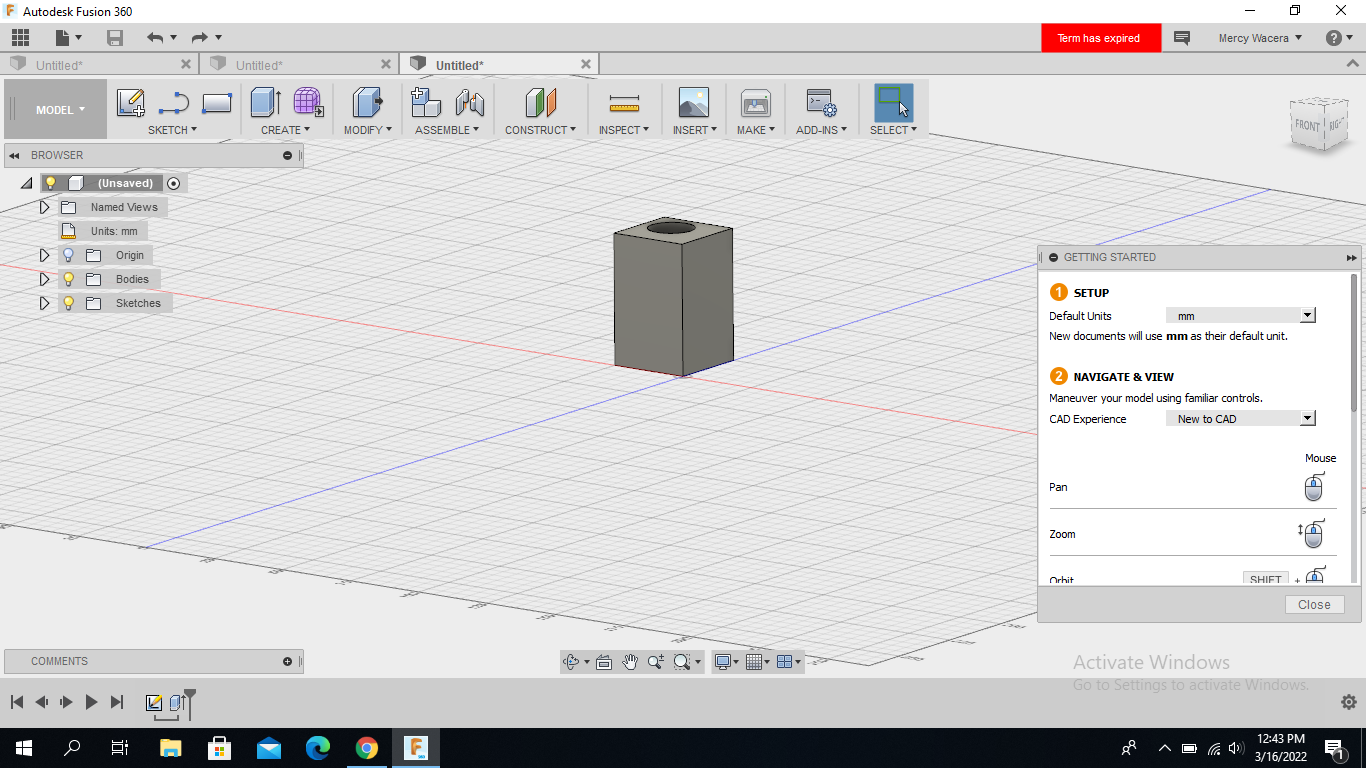 Autodesk Fusion 360
Term has expired
Mercy Wacera
Untitled*
Untitled*
Untitled*
MODEL
SKETCH
CREATE
MODIFY
ASSEMBLE
CONSTRUCT
INSPECT
INSERT
MAKE
ADD-INS
SELECT
FRONT
RIGHT
BROWSER
(Unsaved)
Named Views
Units: mm
Origin
Bodies
Sketches
GETTING STARTED
1 SETUP
Default Units mm
New documents will use mm as their default unit.
2 NAVIGATE & VIEW
Maneuver your model using familiar controls.
CAD Experience New to CAD
Mouse
Pan
Zoom
Orbit SHIFT +
Close
COMMENTS
Activate Windows
Go to Settings to activate Windows.
12:43 PM
3/16/2022
1